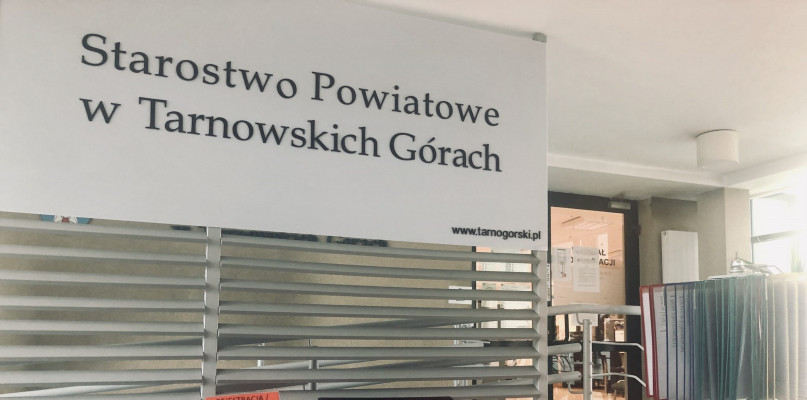 Starostwo Powiatowe
w Tarnowskich Górach
www.tarnogorski.pl